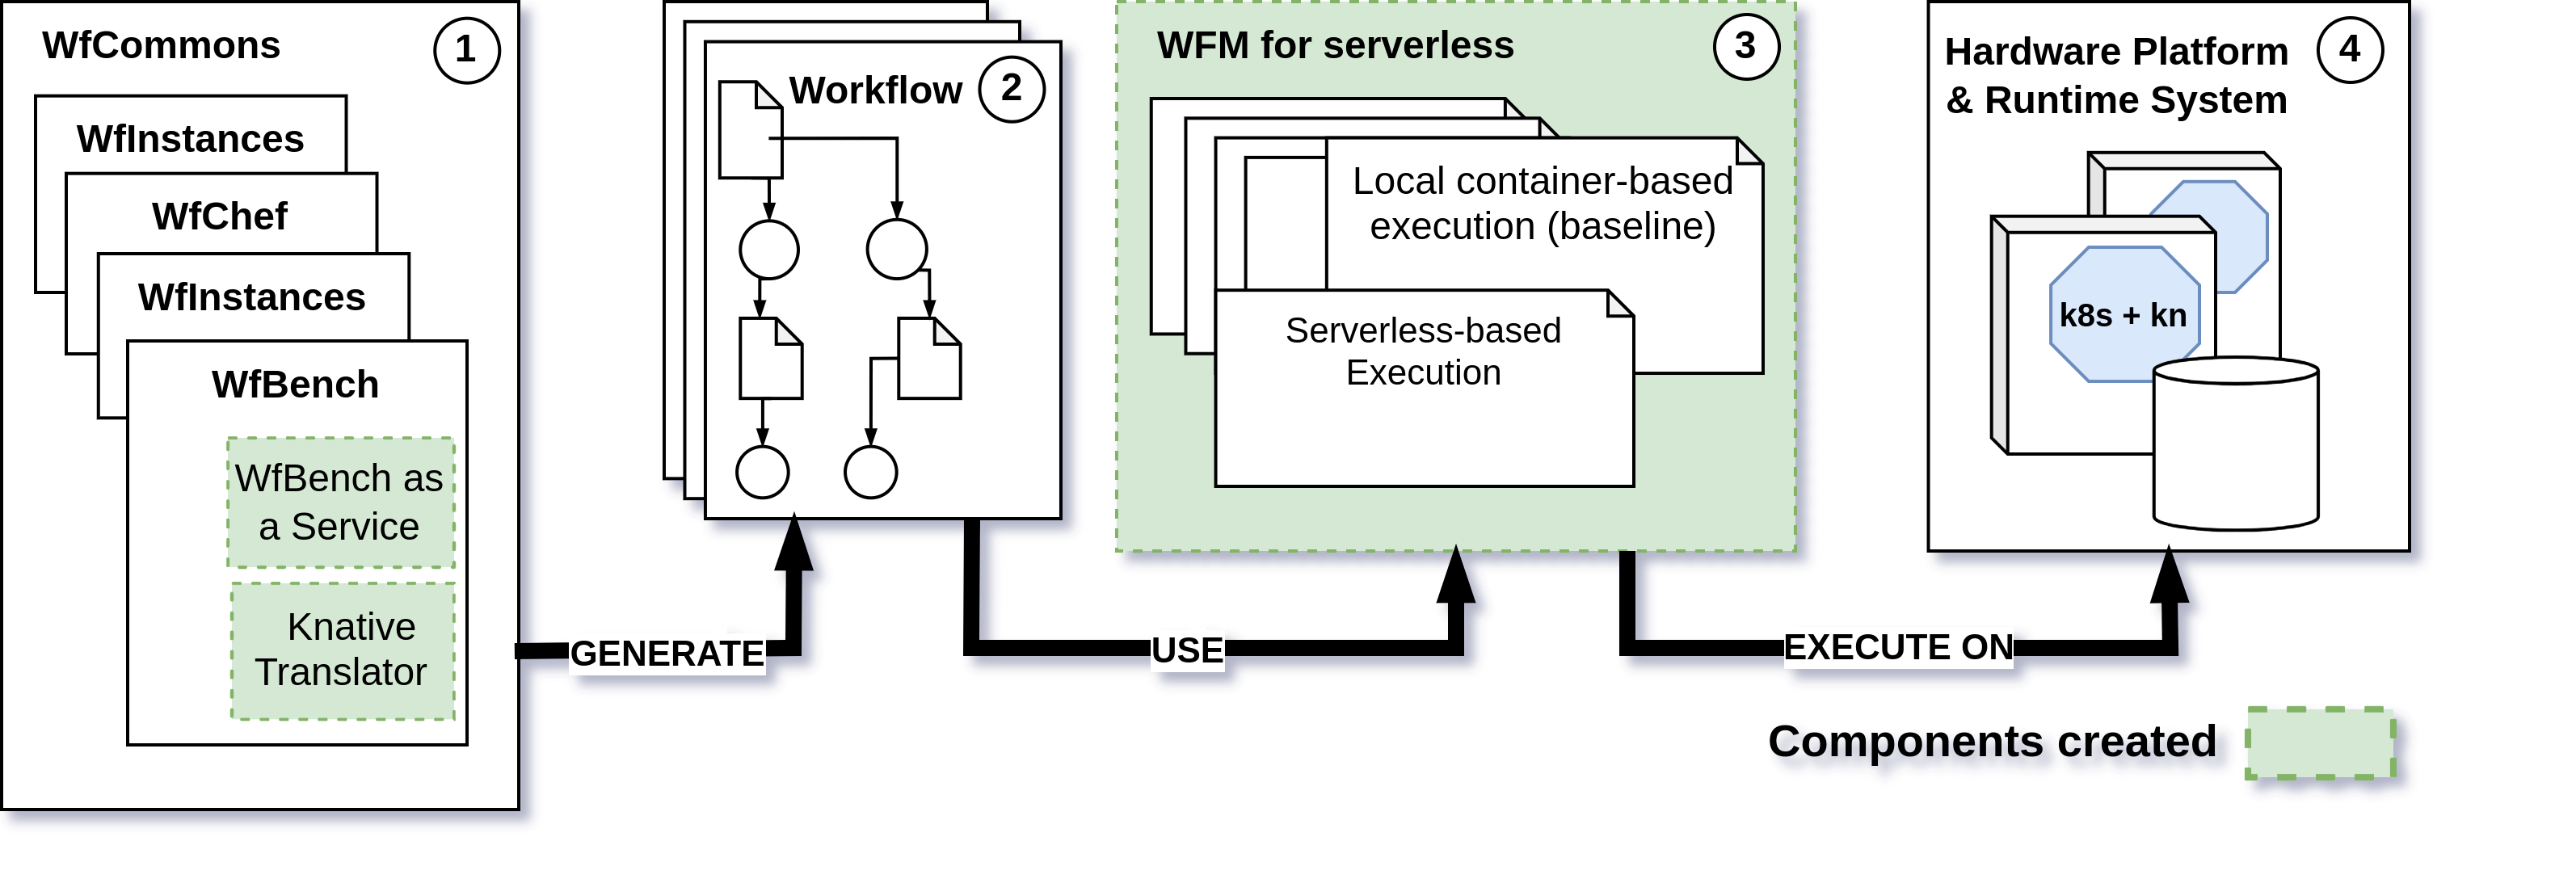 WfCommons
1
WfInstances
WfChef
WfInstances
WfBench
WfBench as
a Service
Knative
Translator
GENERATE
Workflow
2
USE
WFM for serverless
3
Local container-based
execution (baseline)
Serverless-based
Execution
EXECUTE ON
Hardware Platform
& Runtime System
4
k8s + kn
Components created